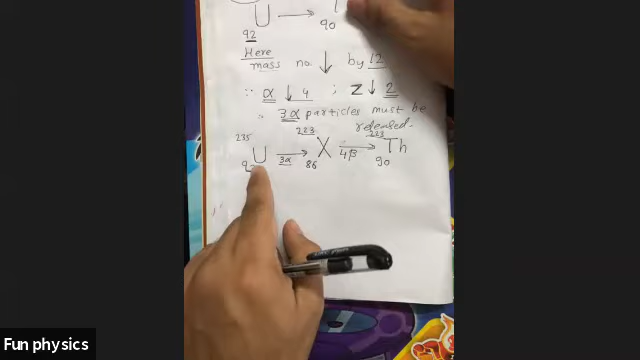 U ⟶
92 90
Here
mass no. ↓ by 12
∵ α ↓ 4 ; Z ↓ 2
∴ 3α particles must be
released.
235 223 223
U ⟶ X ⟶ Th
92 3α 86 4β 90
Fun physics